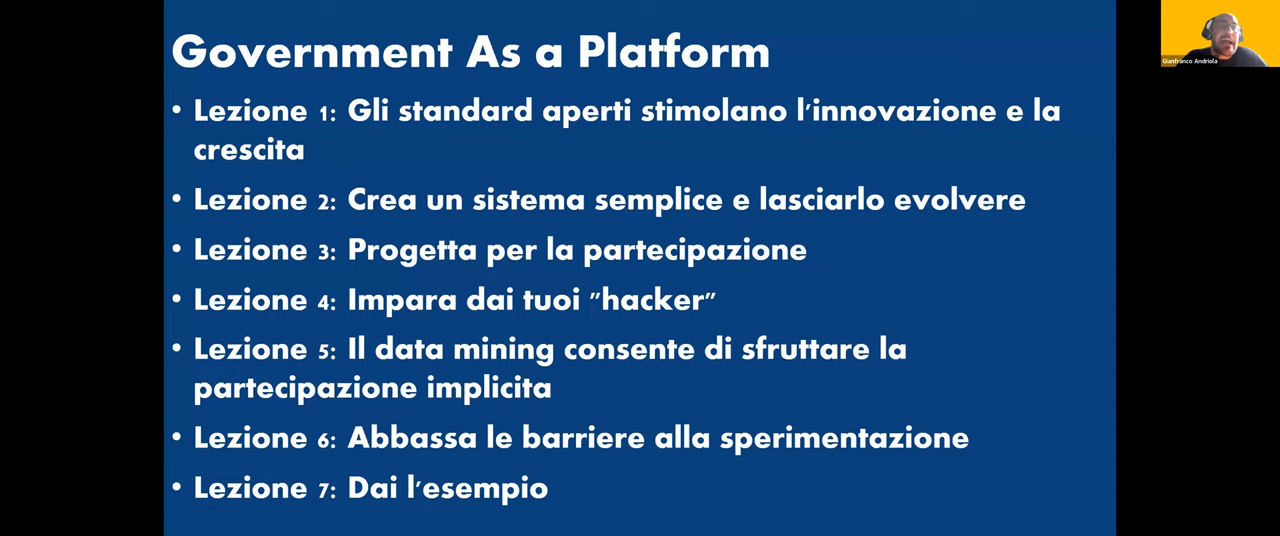 Government As a Platform
• Lezione 1: Gli standard aperti stimolano l'innovazione e la
crescita
• Lezione 2: Crea un sistema semplice e lasciarlo evolvere
• Lezione 3: Progetta per la partecipazione
• Lezione 4: Impara dai tuoi "hacker"
• Lezione 5: Il data mining consente di sfruttare la
partecipazione implicita
• Lezione 6: Abbassa le barriere alla sperimentazione
• Lezione 7: Dai l'esempio
Gianfranco Andriola